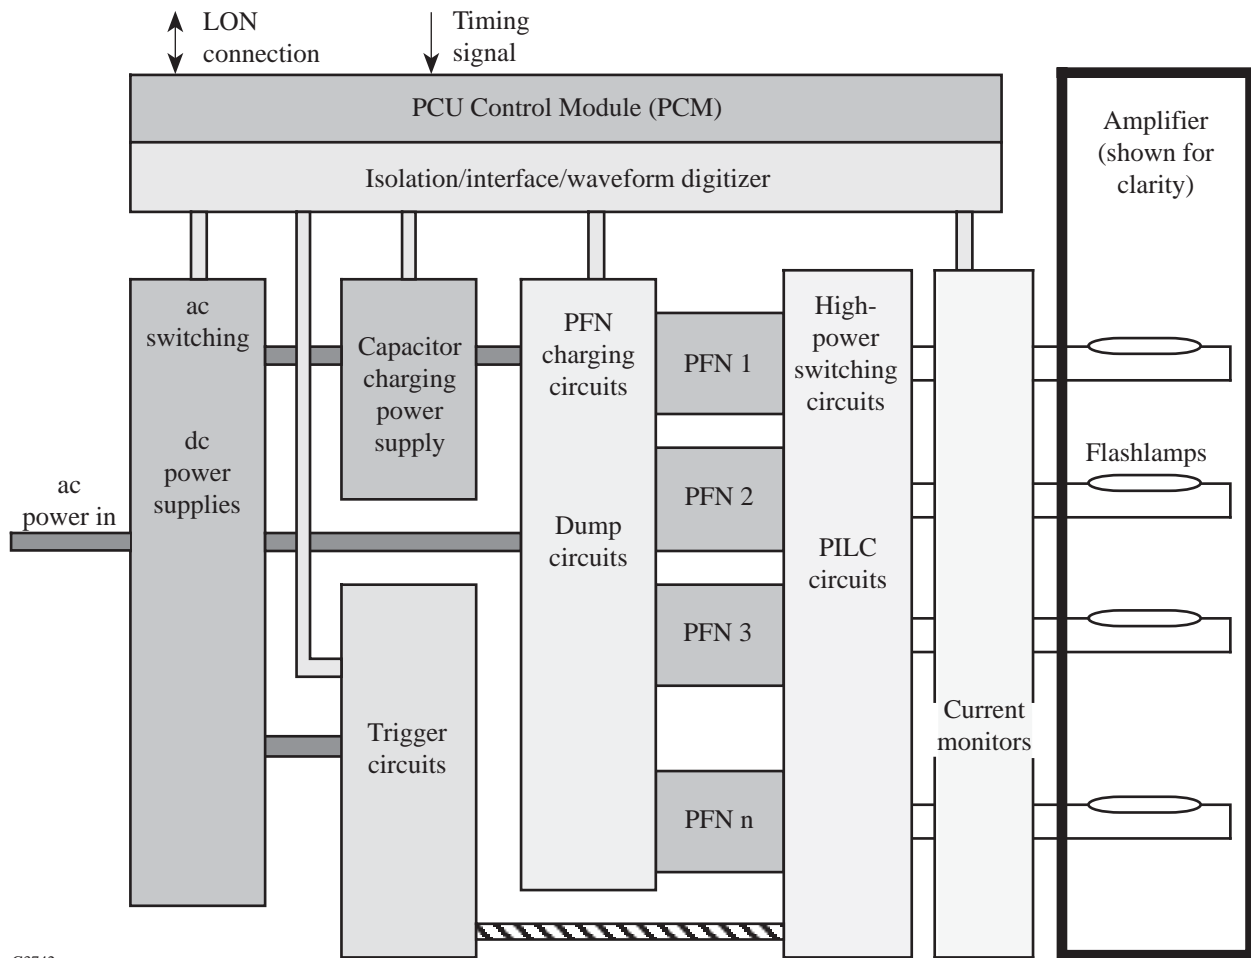 LON
connection
Timing
signal
PCU Control Module (PCM)
Isolation/interface/waveform digitizer
Amplifier
(shown for
clarity)
ac
switching
dc
power
supplies
ac
power in
Capacitor
charging
power
supply
PFN
charging
circuits
Dump
circuits
PFN 1
PFN 2
PFN 3
PFN n
High-
power
switching
circuits
PILC
circuits
Flashlamps
Trigger
circuits
Current
monitors